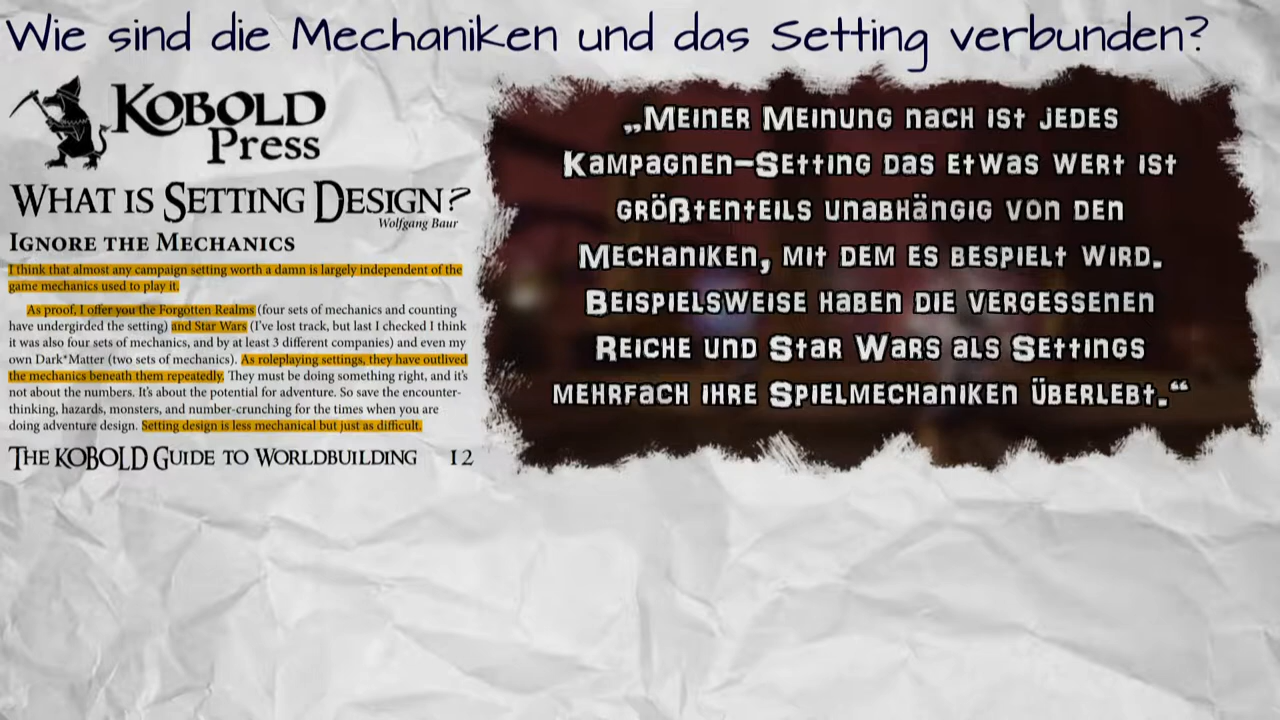 Wie sind die Mechaniken und das Setting verbunden?
KOBOLD
Press
WHAT IS SETTING DESIGN?
Wolfgang Baur
IGNORE THE MECHANICS
I think that almost any campaign setting worth a damn is largely independent of the
game mechanics used to play it.
As proof, I offer you the Forgotten Realms (four sets of mechanics and counting
have undergirded the setting) and Star Wars (I've lost track, but last I checked I think
it was also four sets of mechanics, and by at least 3 different companies) and even my
own Dark*Matter (two sets of mechanics). As roleplaying settings, they have outlived
the mechanics beneath them repeatedly. They must be doing something right, and it's
not about the numbers. It's about the potential for adventure. So save the encounter-
thinking, hazards, monsters, and number-crunching for the times when you are
doing adventure design. Setting design is less mechanical but just as difficult.
THE KOBOLD GUIDE TO WORLDBUILDING 12
„Meiner Meinung nach ist jedes
Kampagnen-Setting das etwas wert ist
größtenteils unabhängig von den
Mechaniken, mit dem es bespielt wird.
Beispielsweise haben die vergessenen
Reiche und Star Wars als Settings
mehrfach ihre Spielmechaniken überlebt.“